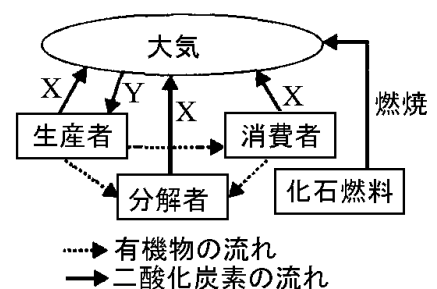 大気
X Y X X
燃焼
生産者 消費者
分解者 化石燃料
有機物の流れ
二酸化炭素の流れ